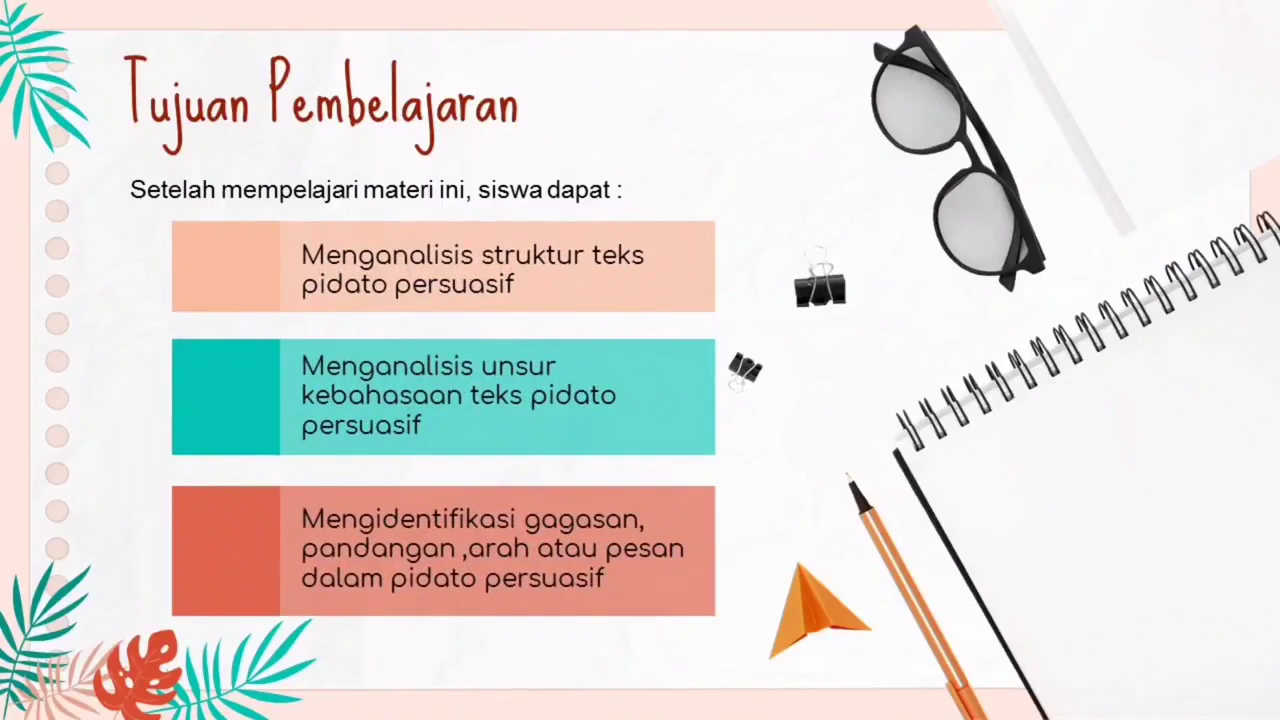 Tujuan Pembelajaran
Setelah mempelajari materi ini, siswa dapat :
Menganalisis struktur teks
pidato persuasif
Menganalisis unsur
kebahasaan teks pidato
persuasif
Mengidentifikasi gagasan,
pandangan ,arah atau pesan
dalam pidato persuasif